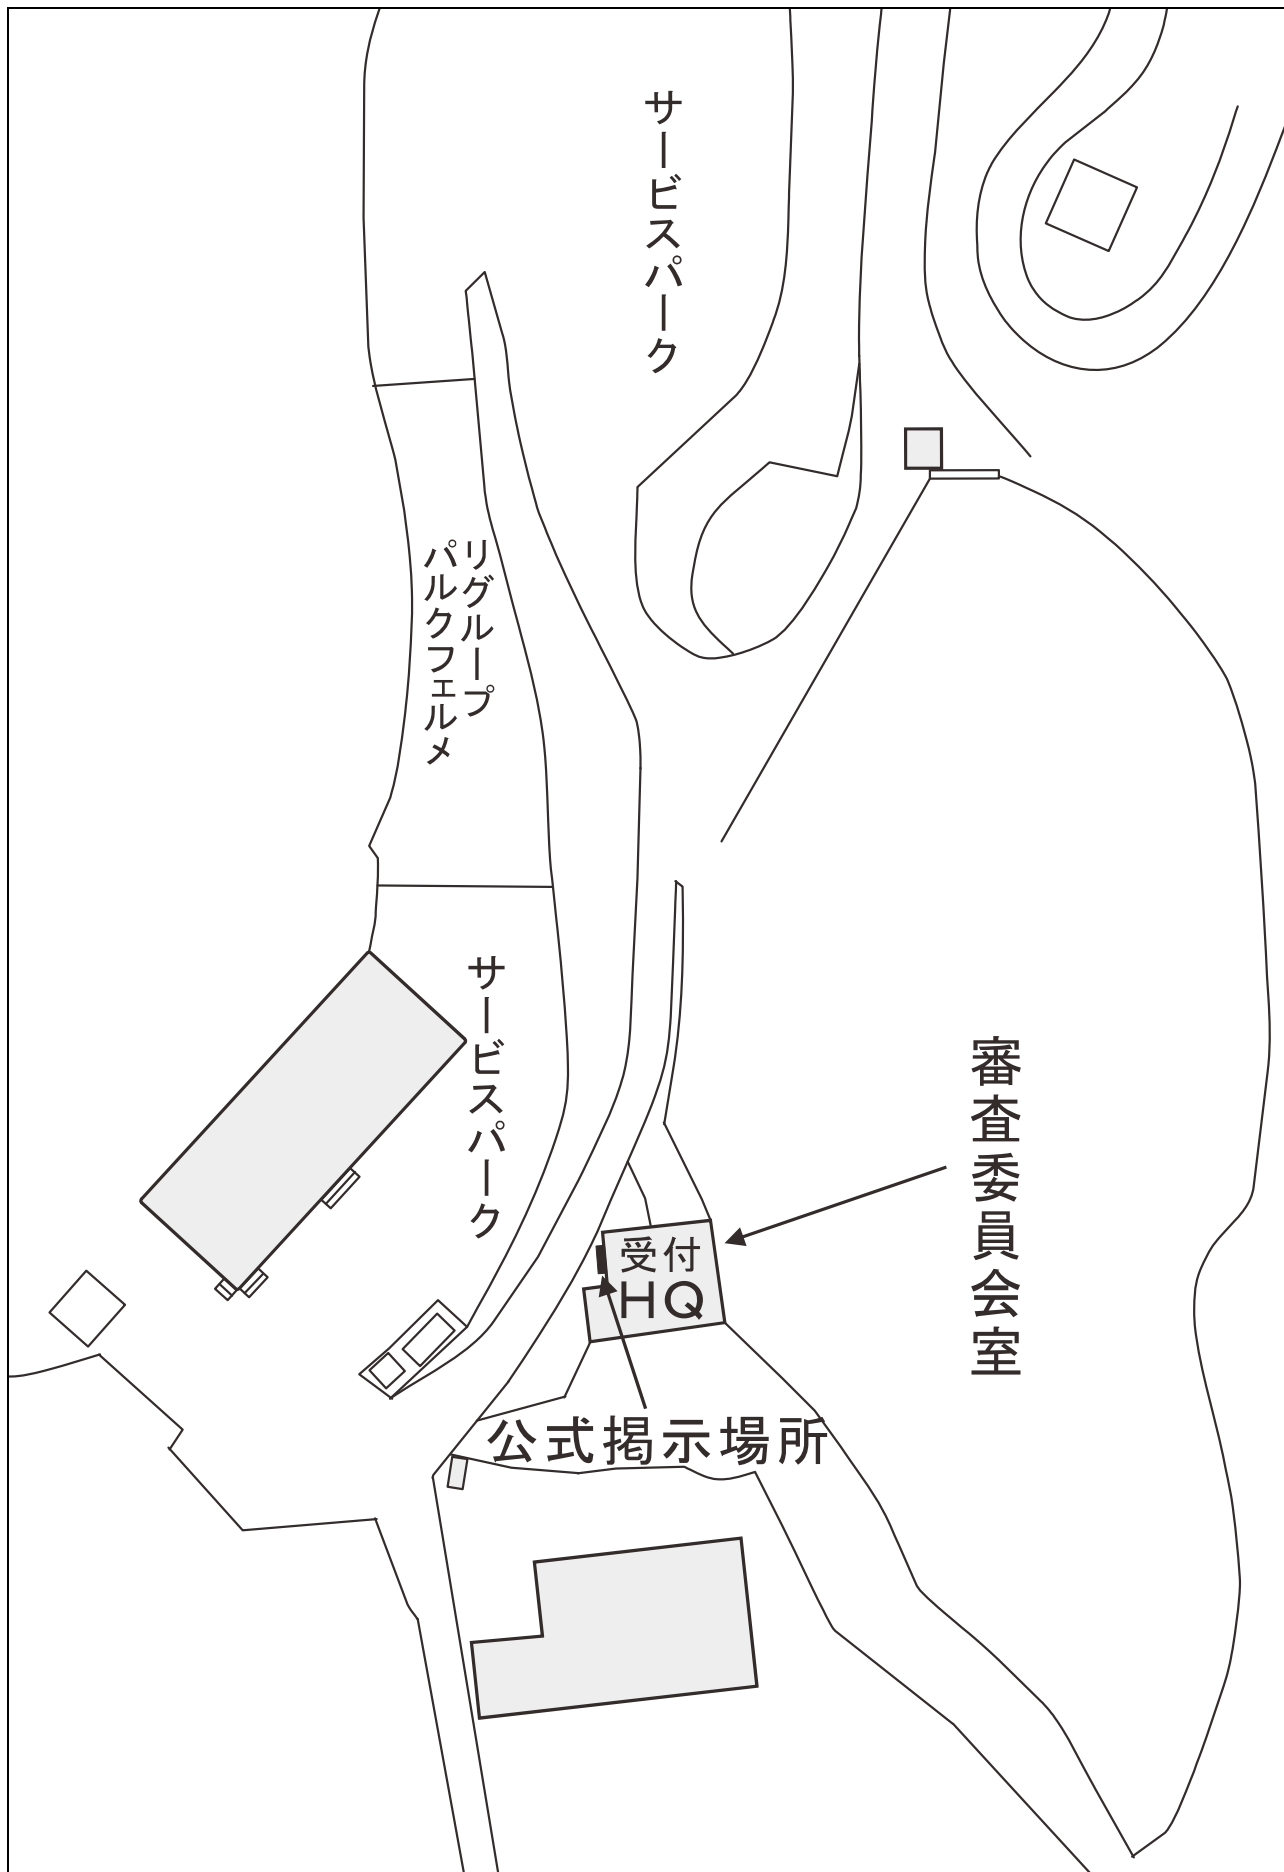 サービスパーク
リグループ
パルクフェルメ
サービスパーク
審査委員会室
受付
HQ
公式掲示場所